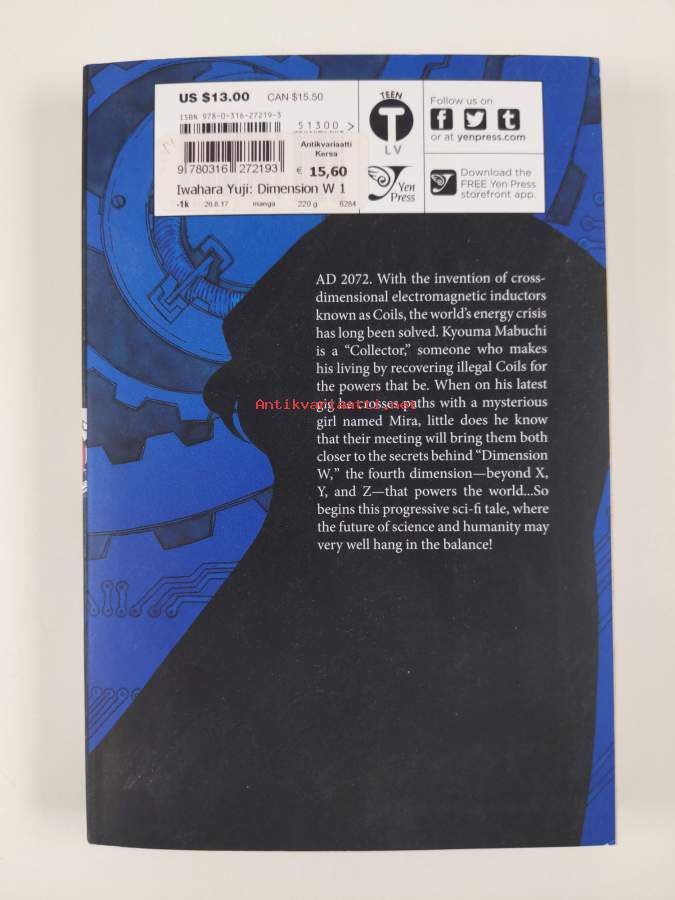 US $13.00 CAN $15.50
ISBN 978-0-316-27219-3
51300 >
9 780316 272193
Antikvariaatti
Kersa
€ 15,60
Iwahara Yuji: Dimension W 1
-1k 26.8.17 manga 220 g 6284
TEEN
T
LV
Yen
Press
Follow us on
f t
or at yenpress.com
Download the
FREE Yen Press
storefront app.
AD 2072. With the invention of cross-
dimensional electromagnetic inductors
known as Coils, the world's energy crisis
has long been solved. Kyouma Mabuchi
is a “Collector,” someone who makes
his living by recovering illegal Coils for
the powers that be. When on his latest
gig he crosses paths with a mysterious
Antikvariaatti.net
girl named Mira, little does he know
that their meeting will bring them both
closer to the secrets behind “Dimension
W,” the fourth dimension—beyond X,
Y, and Z—that powers the world...So
begins this progressive sci-fi tale, where
the future of science and humanity may
very well hang in the balance!